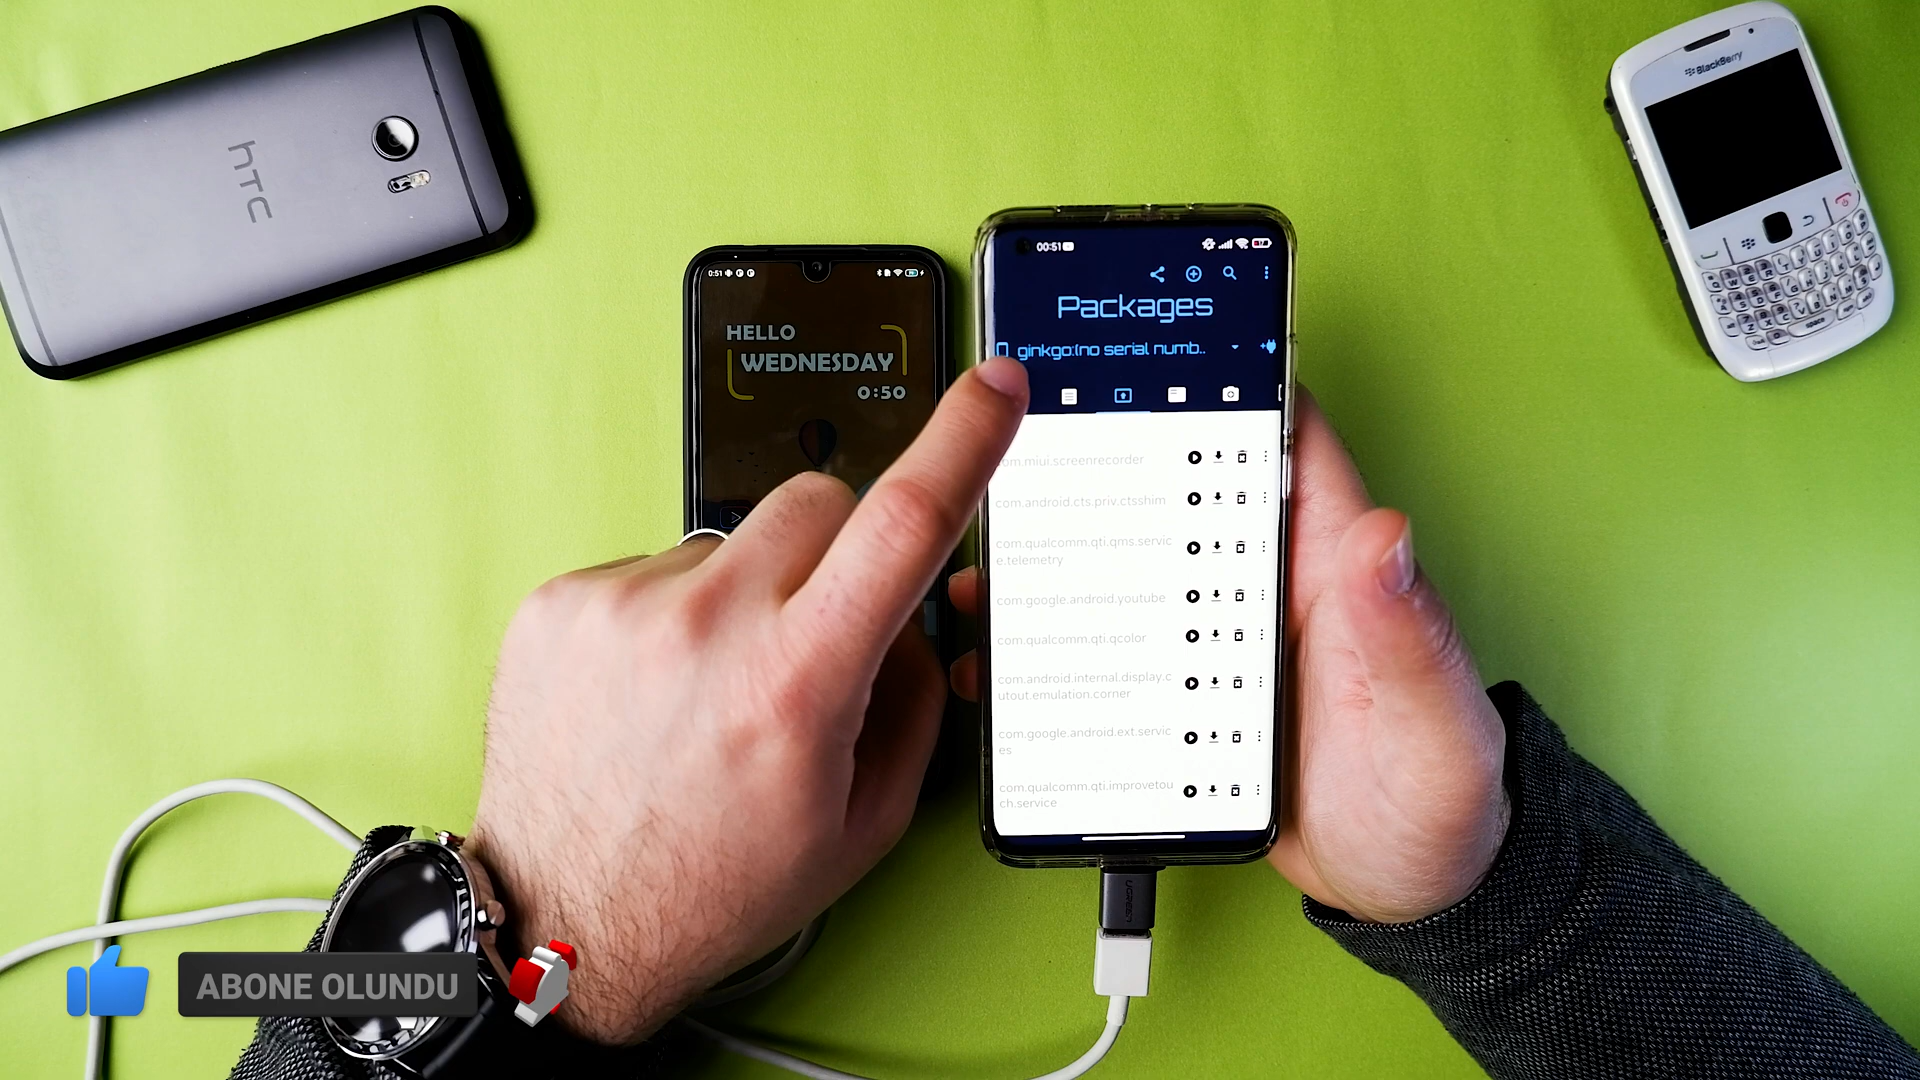 hTC
BlackBerry
0:51
HELLO
WEDNESDAY
0:50
00:51
Packages
ginkgo:(no serial numb..
com.miui.screenrecorder
com.android.cts.priv.ctsshim
com.qualcomm.qti.qms.servic
e.telemetry
com.google.android.youtube
com.qualcomm.qti.qcolor
com.android.internal.display.c
utout.emulation.corner
com.google.android.ext.servic
es
com.qualcomm.qti.improvetou
ch.service
UGREEN
ABONE OLUNDU